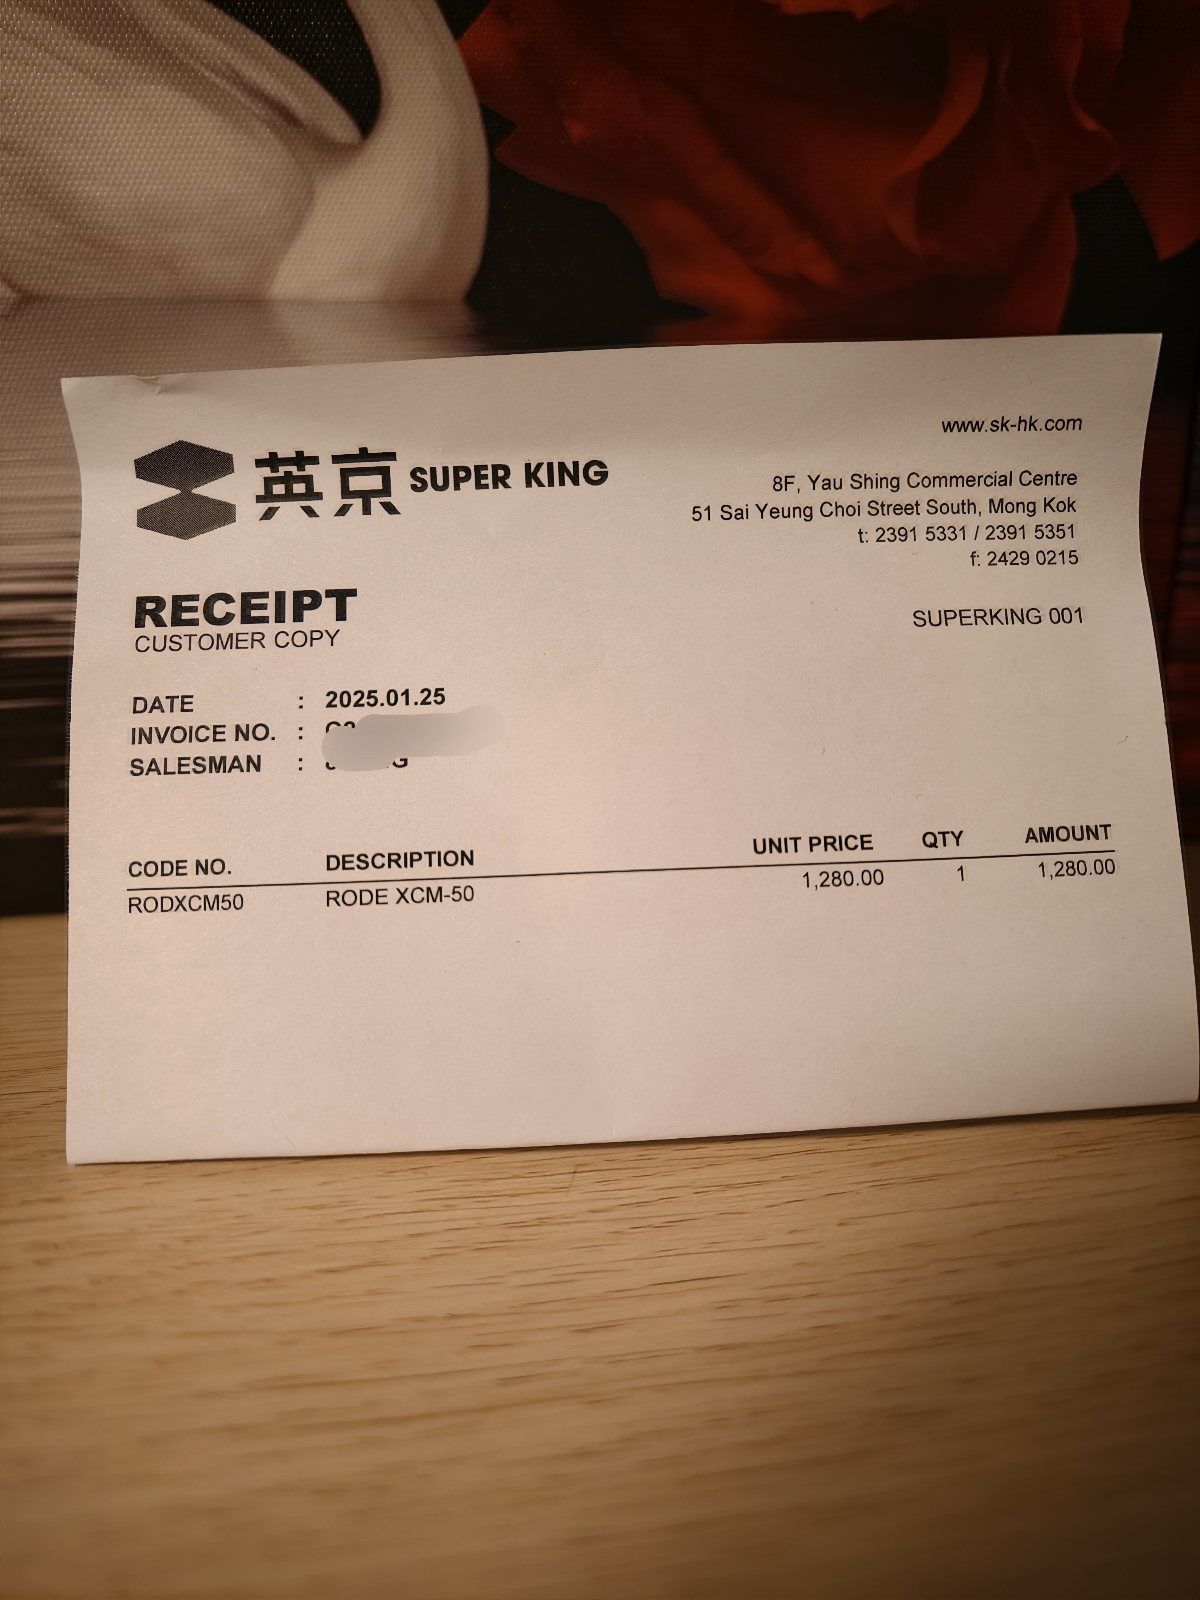 www.sk-hk.com
英京 SUPER KING
8F, Yau Shing Commercial Centre
51 Sai Yeung Choi Street South, Mong Kok
t: 2391 5331 / 2391 5351
f: 2429 0215
RECEIPT
CUSTOMER COPY
SUPERKING 001
DATE : 2025.01.25
INVOICE NO. :
SALESMAN :
CODE NO. DESCRIPTION UNIT PRICE QTY AMOUNT
RODXCM50 RODE XCM-50 1,280.00 1 1,280.00